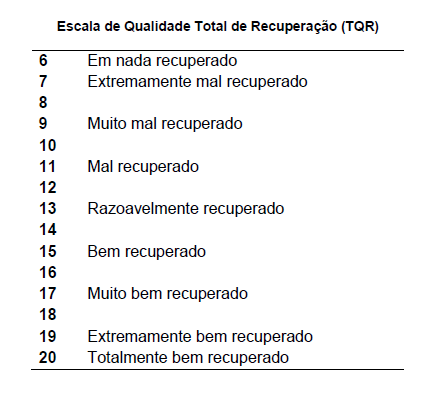 Escala de Qualidade Total de Recuperação (TQR)
6 Em nada recuperado
7 Extremamente mal recuperado
8
9 Muito mal recuperado
10
11 Mal recuperado
12
13 Razoavelmente recuperado
14
15 Bem recuperado
16
17 Muito bem recuperado
18
19 Extremamente bem recuperado
20 Totalmente bem recuperado